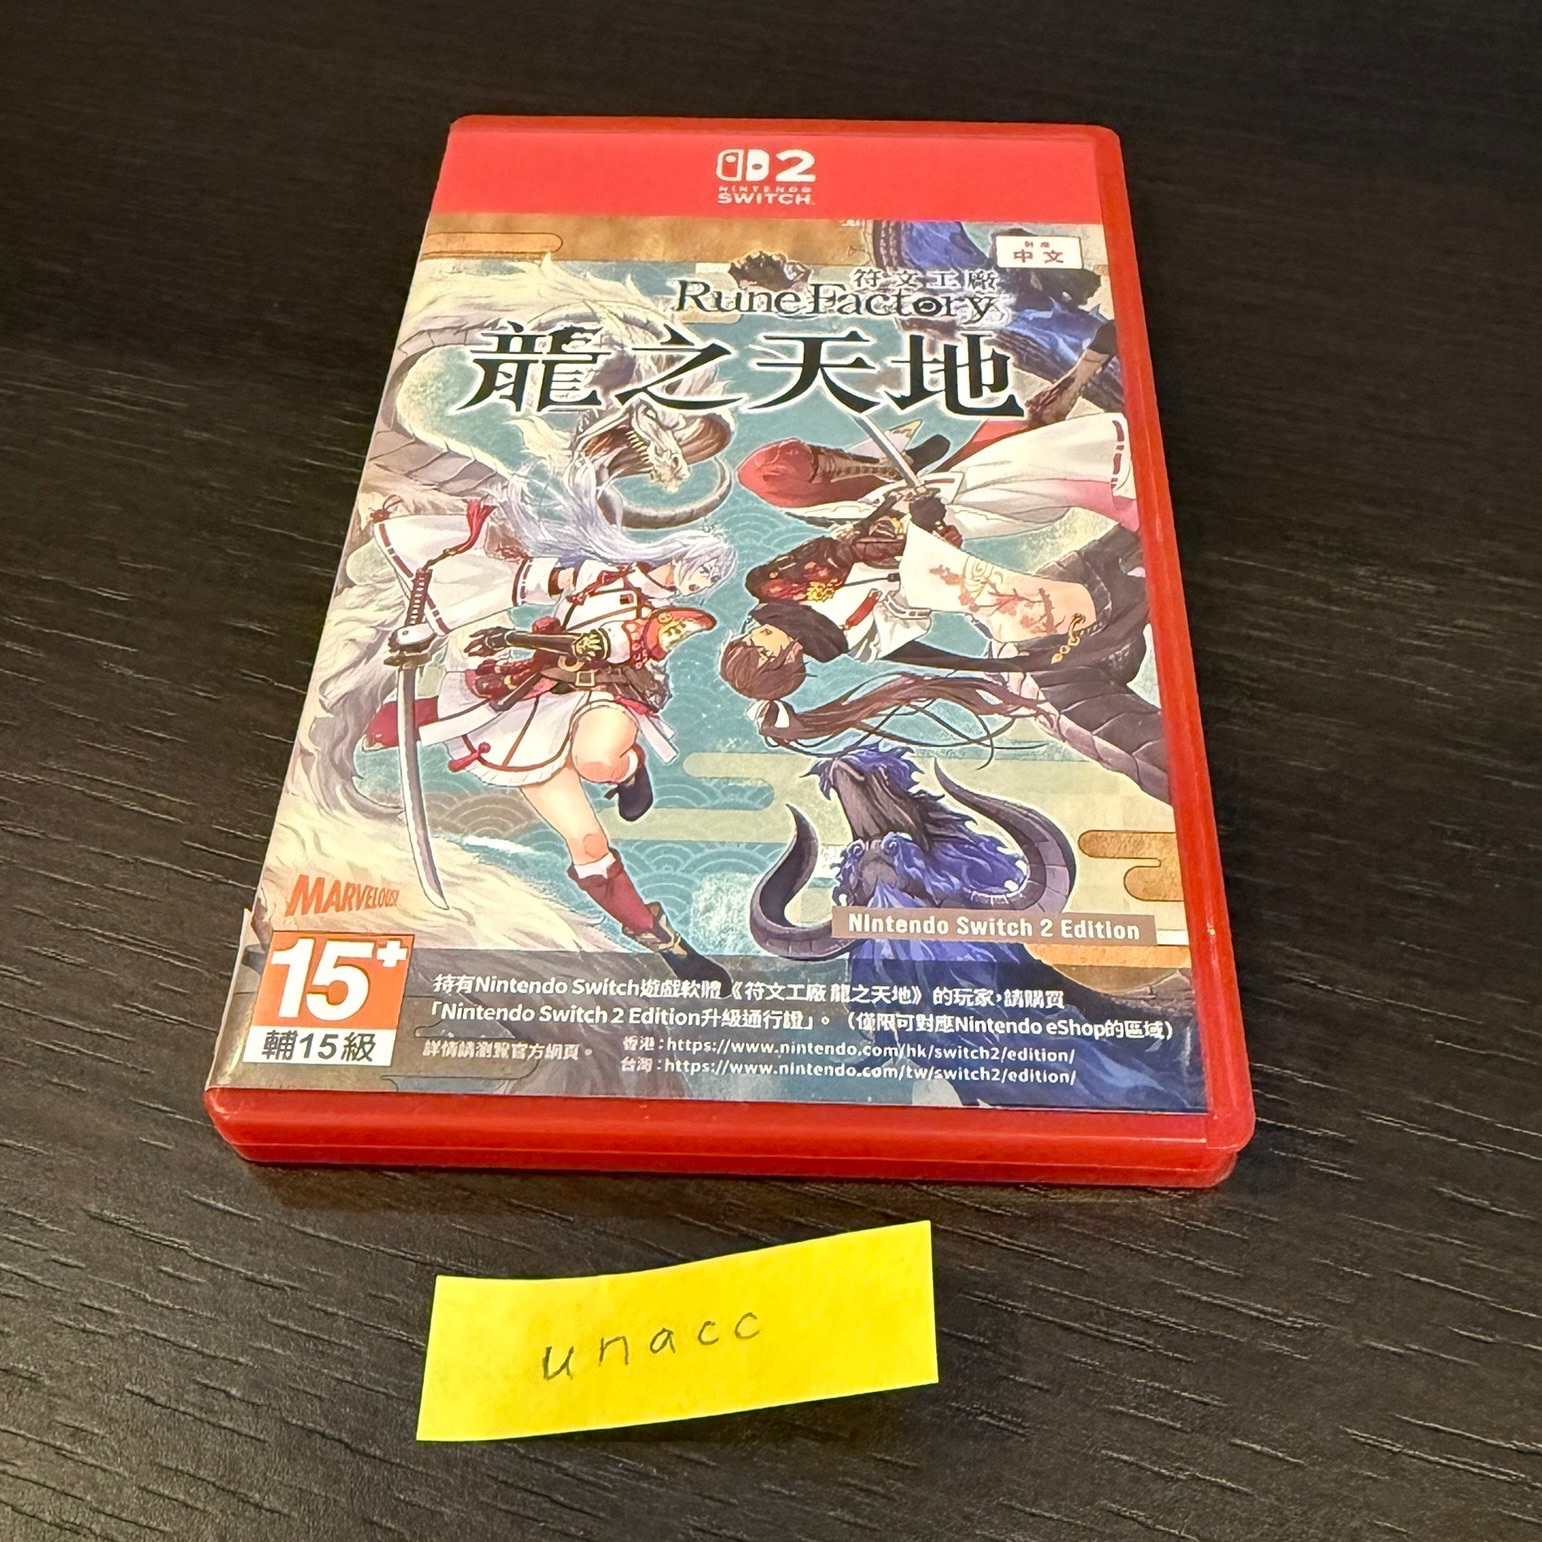 2
NINTENDO
SWITCH
對應
中文
符文工廠
Rune Factory
龍之天地
MARVELOUS!
Nintendo Switch 2 Edition
15+
輔15級
持有Nintendo Switch遊戲軟體《符文工廠 龍之天地》的玩家,請購買
「Nintendo Switch 2 Edition升級通行證」。（僅限可對應Nintendo eShop的區域）
詳情請瀏覽官方網頁。
香港:https://www.nintendo.com/hk/switch2/edition/
台灣:https://www.nintendo.com/tw/switch2/edition/
unacc